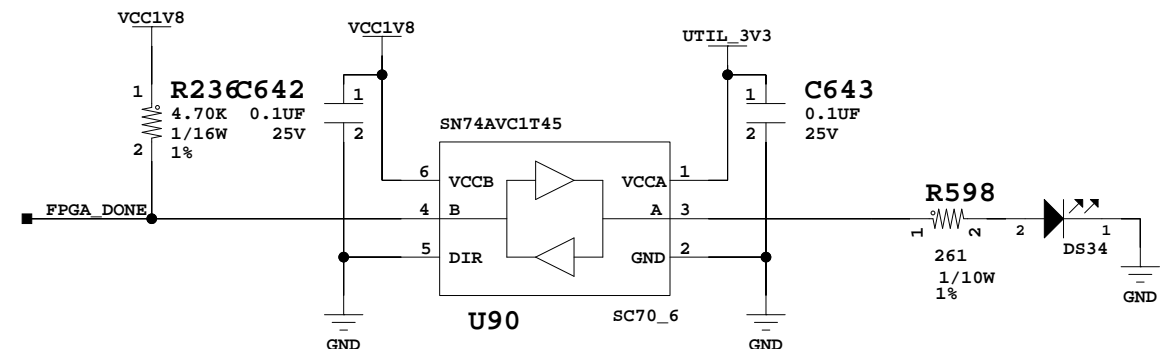 VCC1V8
VCC1V8
UTIL_3V3
1 R236 C642 1
4.70K 0.1UF
1/16W 25V
2 1% 2
1 C643
0.1UF
2 25V
SN74AVC1T45
6 VCCB VCCA 1
FPGA_DONE 4 B A 3
5 DIR GND 2
U90 SC70_6
R598
1 2
261
1/10W
1%
2 1
DS34
GND
GND
GND